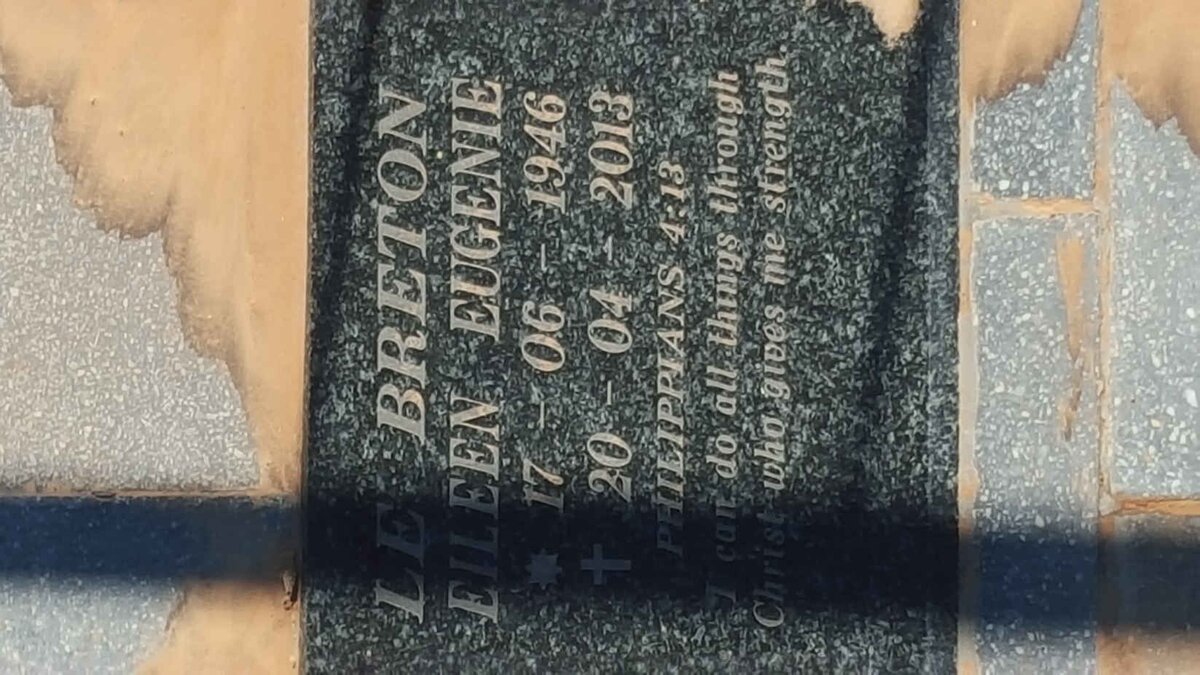 LE BRETON
EILEEN EUGENIE
* 17 - 06 - 1946
✝ 20 - 04 - 2013
PHILIPPIANS 4:13
I can do all things through
Christ who gives me strength.